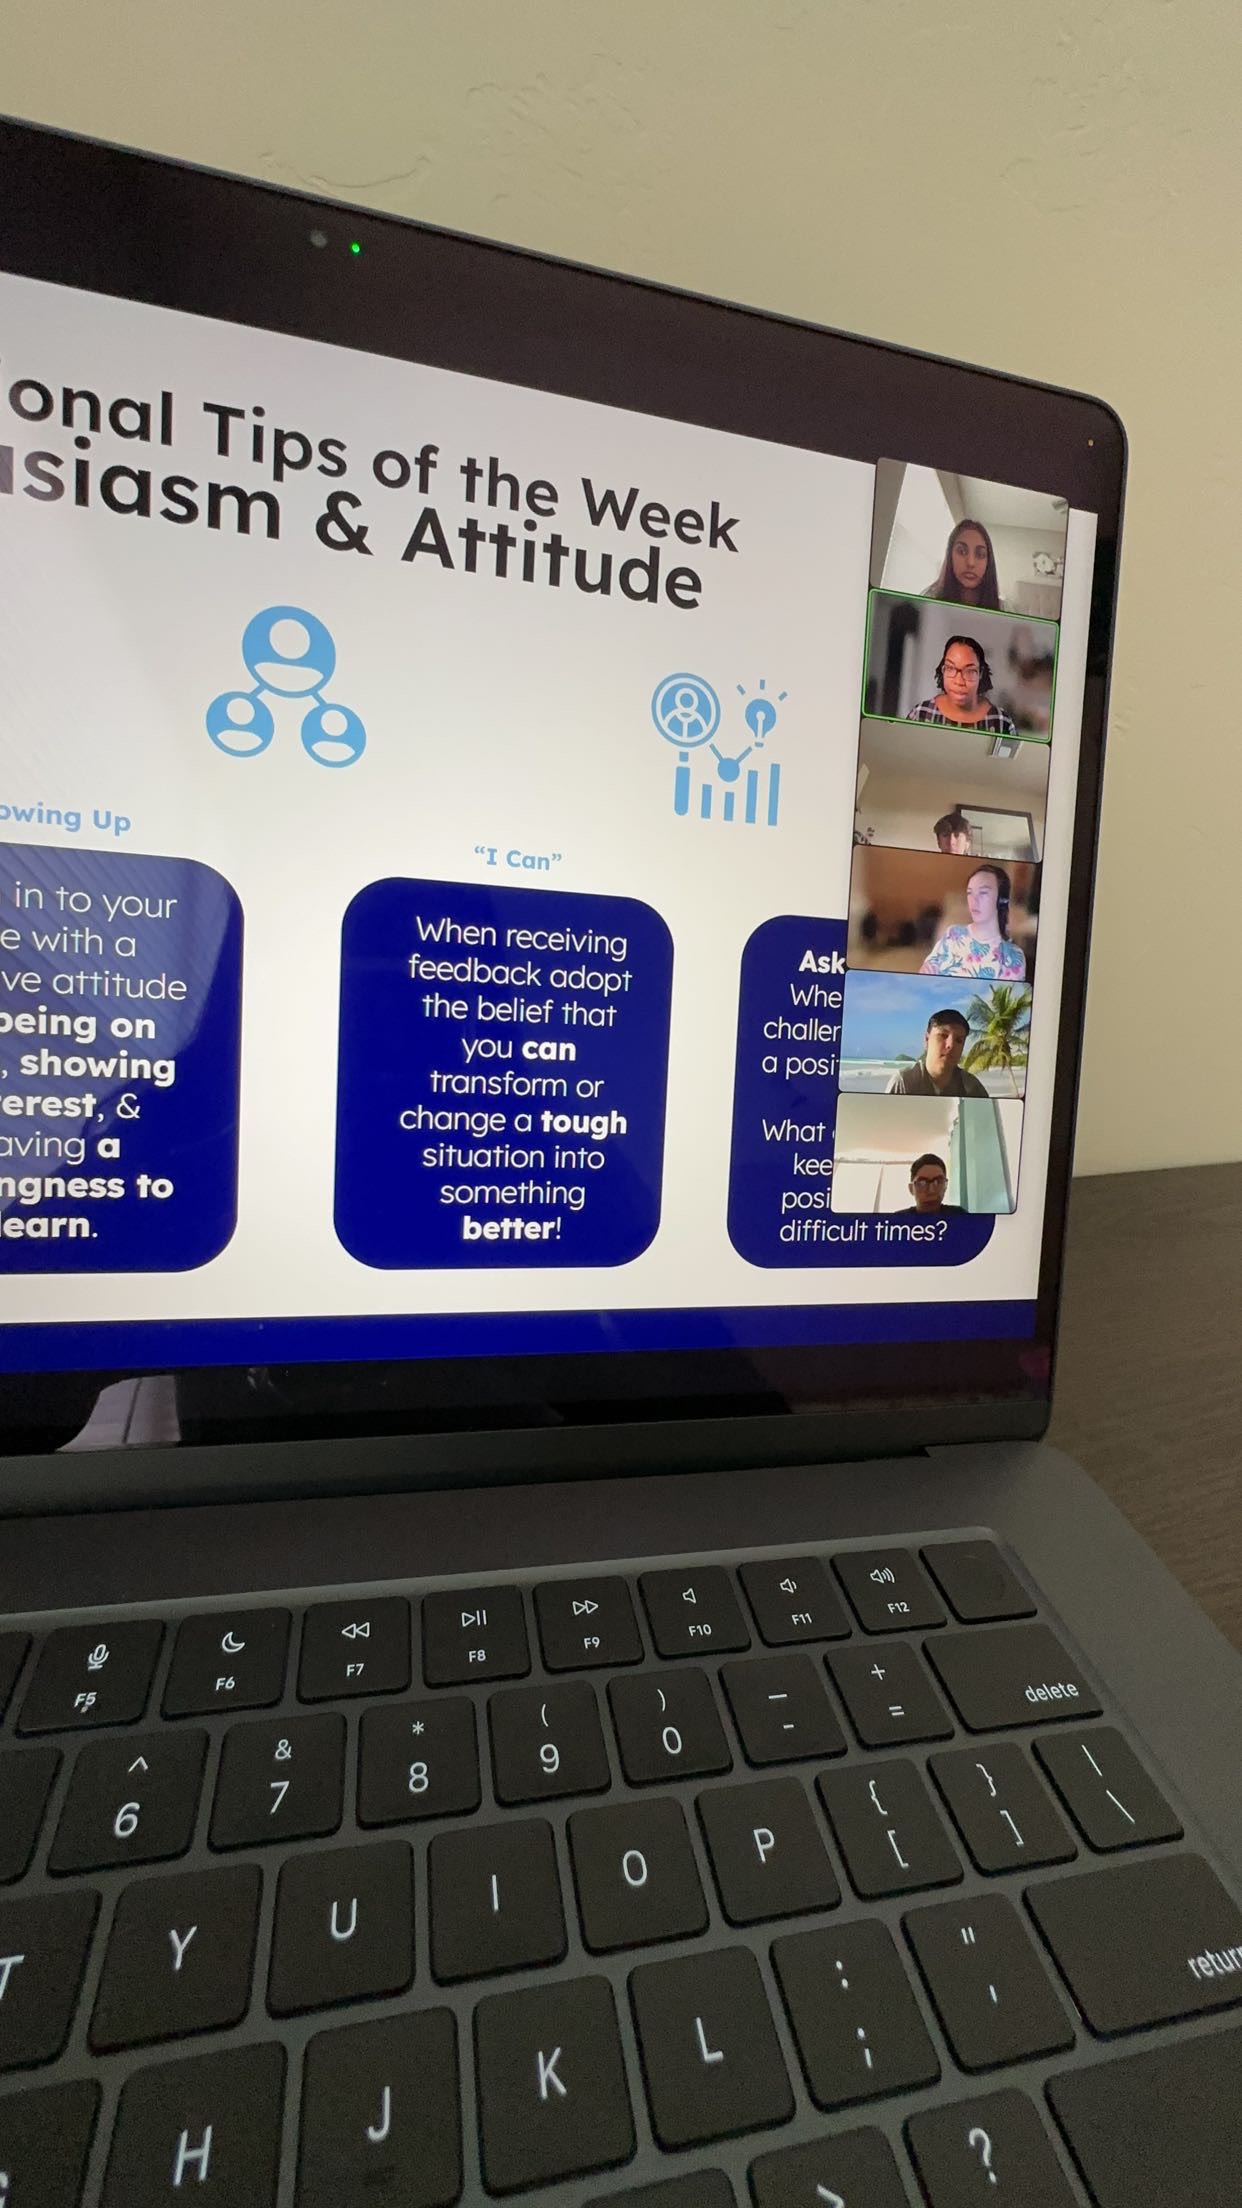 onal Tips of the Week
siasm & Attitude
owing Up
in to your
e with a
ve attitude
being on
, showing
erest, &
aving a
ngness to
learn.
“I Can”
When receiving
feedback adopt
the belief that
you can
transform or
change a tough
situation into
something
better!
Ask
Whe
challen
a posi
What
kee
posi
difficult times?
F5 F6 F7 F8 F9 F10 F11 F12
^ & * ( ) — +
6 7 8 9 0 - = delete
{ } |
T Y U I O P [ ] \
: "
H J K L ; ' return
> ?